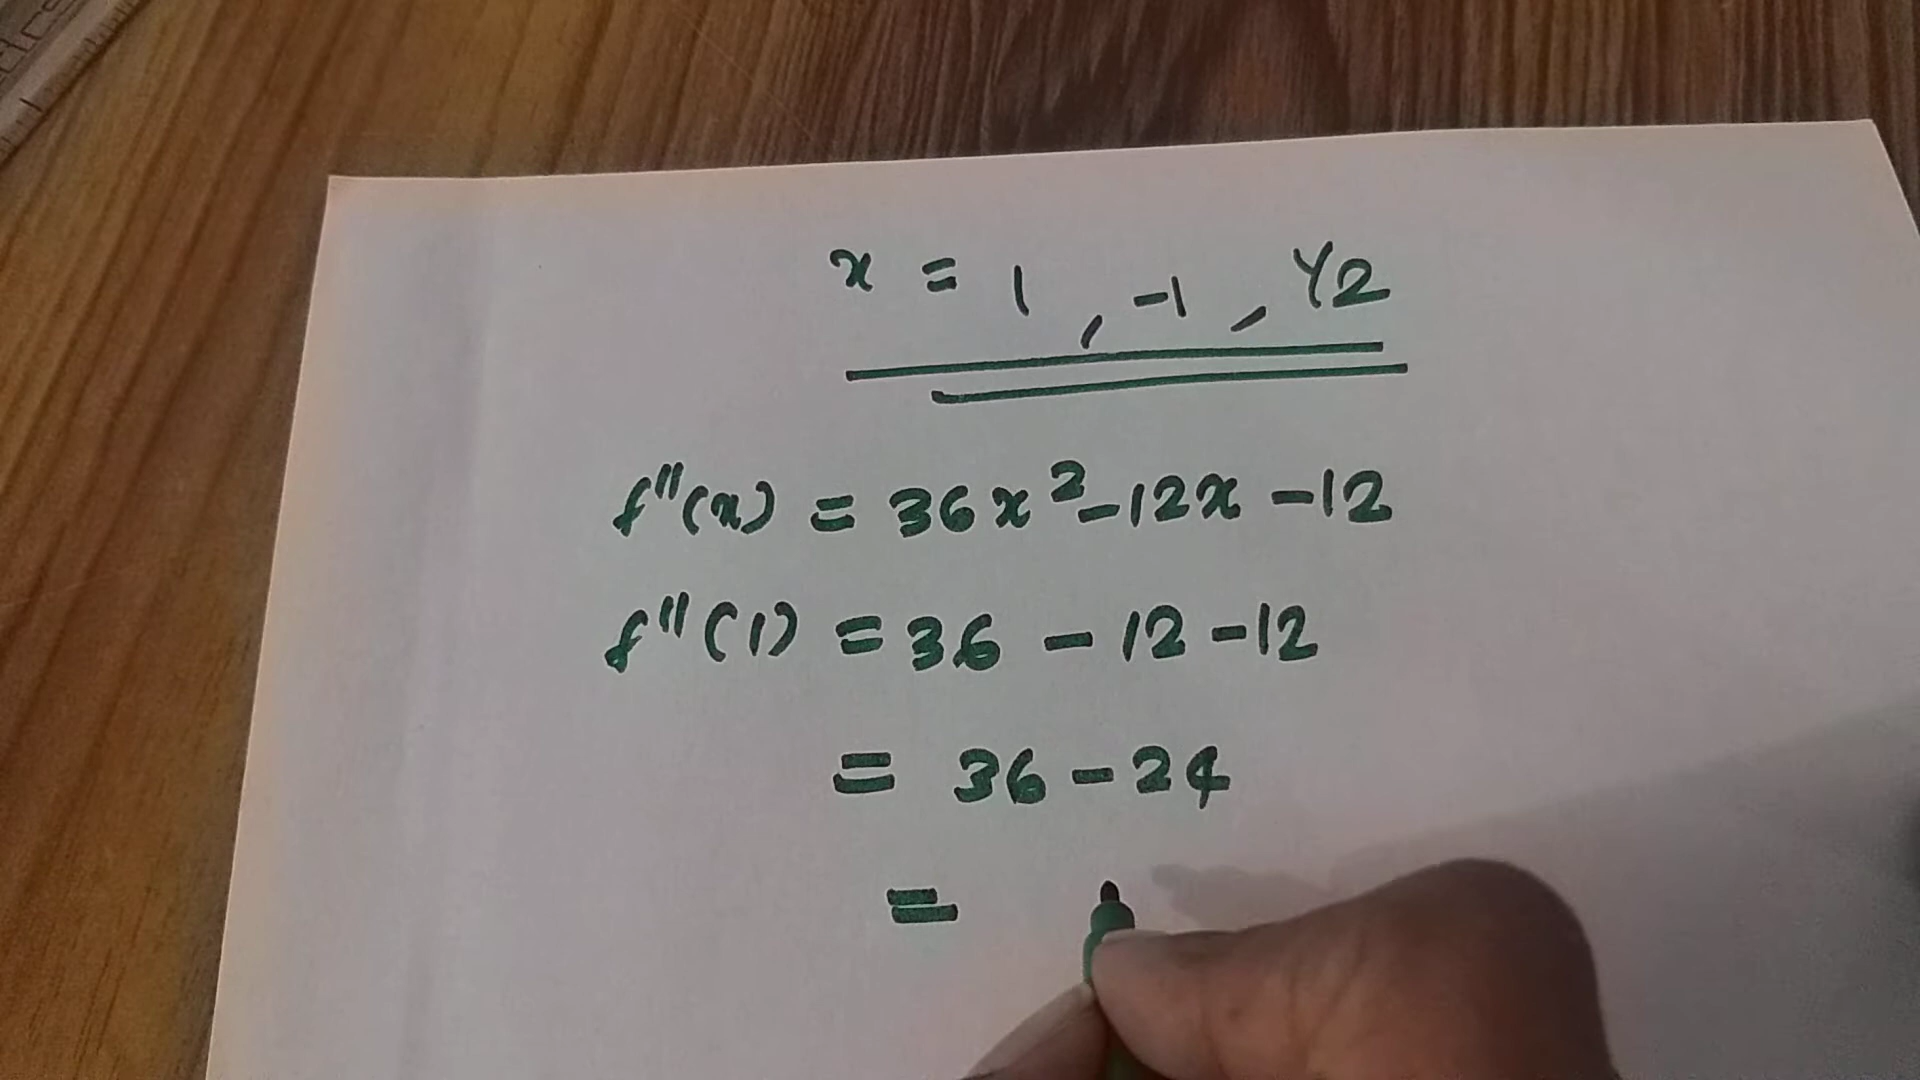 x = 1, -1, 1/2
f''(x) = 36x² - 12x - 12
f''(1) = 36 - 12 - 12
= 36 - 24
=